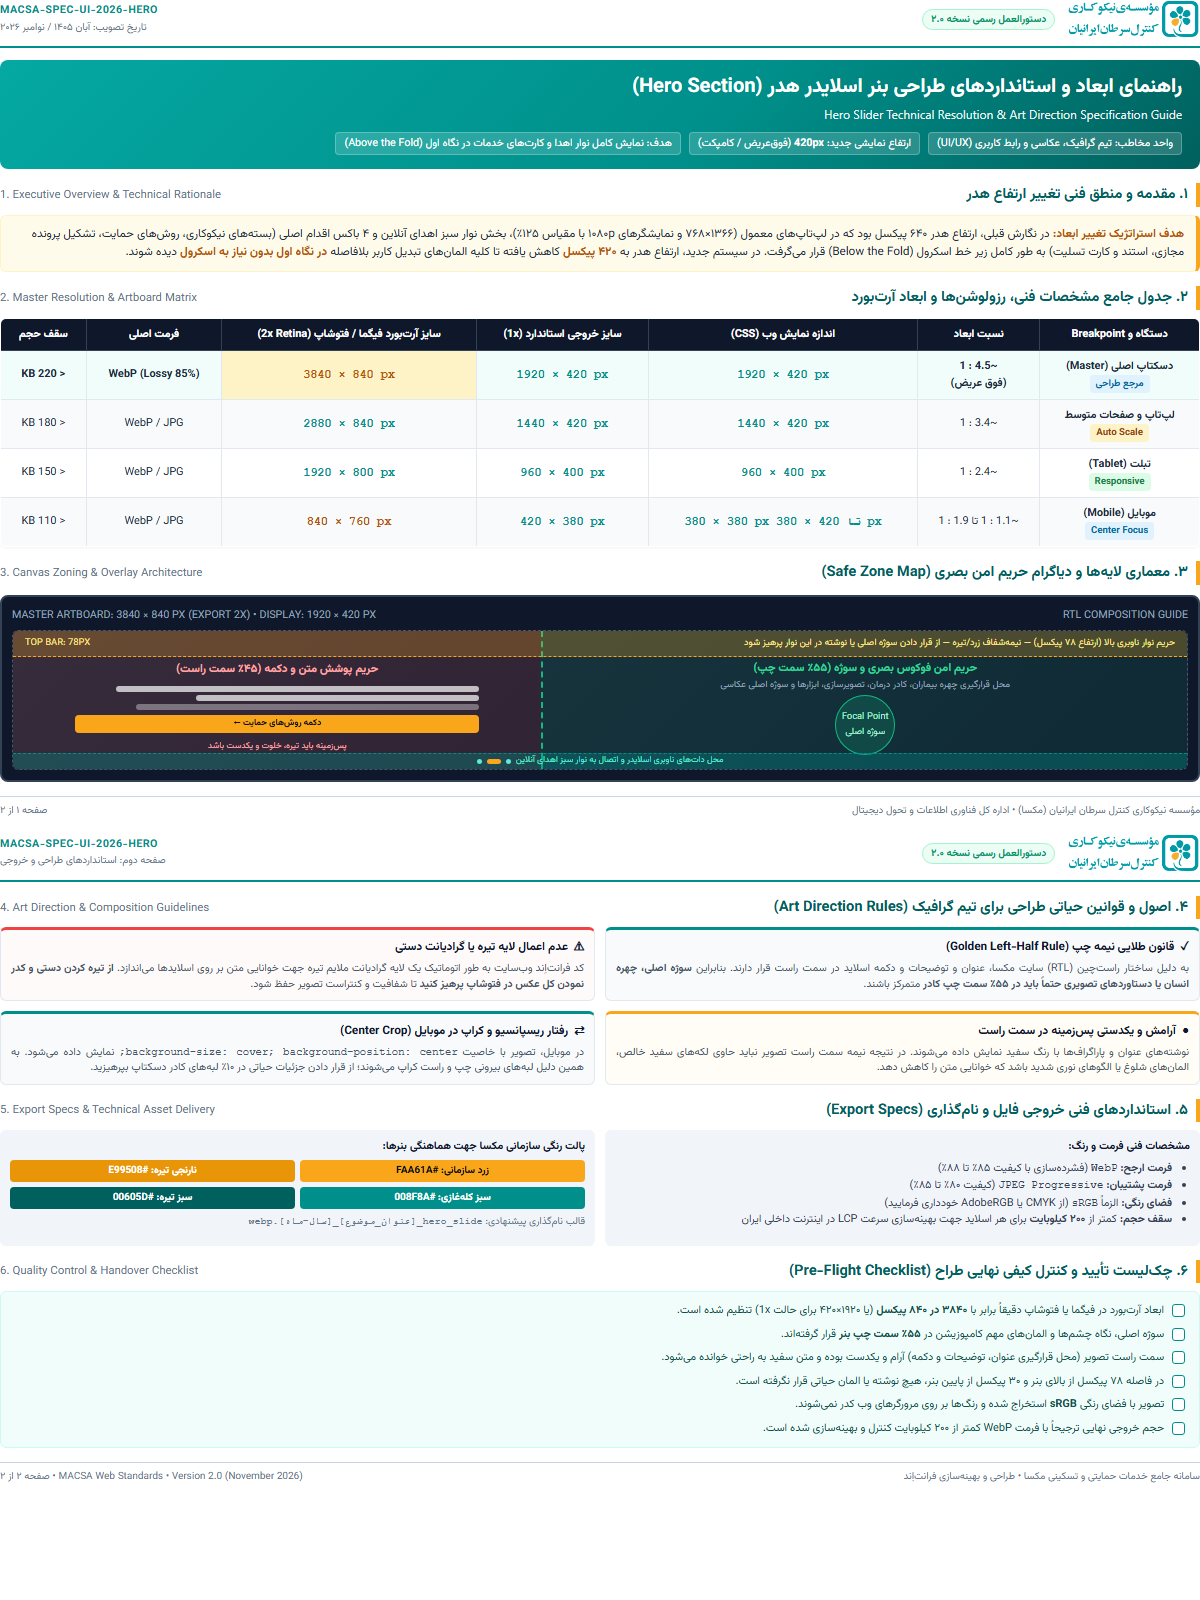 مؤسسه‌ی نیکوکاری
کنترل سرطان ایرانیان
دستورالعمل رسمی نسخه ۲.۰
MACSA-SPEC-UI-2026-HERO
تاریخ تصویب: آبان ۱۴۰۵ / نوامبر ۲۰۲۶
راهنمای ابعاد و استانداردهای طراحی بنر اسلایدر هدر (Hero Section)
Hero Slider Technical Resolution & Art Direction Specification Guide
واحد مخاطب: تیم گرافیک، عکاسی و رابط کاربری (UI/UX)
ارتفاع نمایشی جدید: 420px (فوق‌عریض / کامپکت)
هدف: نمایش کامل نوار اهدا و کارت‌های خدمات در نگاه اول (Above the Fold)
۱. مقدمه و منطق فنی تغییر ارتفاع هدر
1. Executive Overview & Technical Rationale
هدف استراتژیک تغییر ابعاد: در نگارش قبلی، ارتفاع هدر ۶۴۰ پیکسل بود که در لپ‌تاپ‌های معمول (۱۳۶۶×۷۶۸ و نمایشگرهای ۱۰۸۰p با مقیاس ۱۲۵٪)، بخش نوار سبز اهدای آنلاین و ۴ باکس اقدام اصلی (بسته‌های نیکوکاری، روش‌های حمایت، تشکیل پرونده
مجازی، استند و کارت تسلیت) به طور کامل زیر خط اسکرول (Below the Fold) قرار می‌گرفت. در سیستم جدید، ارتفاع هدر به ۴۲۰ پیکسل کاهش یافته تا کلیه المان‌های تبدیل کاربر بلافاصله در نگاه اول بدون نیاز به اسکرول دیده شوند.
۲. جدول جامع مشخصات فنی، رزولوشن‌ها و ابعاد آرت‌بورد
2. Master Resolution & Artboard Matrix
دستگاه و Breakpoint
نسبت ابعاد
اندازه نمایش وب (CSS)
سایز خروجی استاندارد (1x)
سایز آرت‌بورد فیگما / فتوشاپ (2x Retina)
فرمت اصلی
سقف حجم
دسکتاپ اصلی (Master)
مرجع طراحی
~4.5 : 1
(فوق عریض)
1920 × 420 px
1920 × 420 px
3840 × 840 px
WebP (Lossy 85%)
< 220 KB
لپ‌تاپ و صفحات متوسط
Auto Scale
~3.4 : 1
1440 × 420 px
1440 × 420 px
2880 × 840 px
WebP / JPG
< 180 KB
تبلت (Tablet)
Responsive
~2.4 : 1
960 × 400 px
960 × 400 px
1920 × 800 px
WebP / JPG
< 150 KB
موبایل (Mobile)
Center Focus
~1.1 : 1 تا 1.9 : 1
380 × 380 px تا 420 × 380 px
420 × 380 px
840 × 760 px
WebP / JPG
< 110 KB
۳. معماری لایه‌ها و دیاگرام حریم امن بصری (Safe Zone Map)
3. Canvas Zoning & Overlay Architecture
MASTER ARTBOARD: 3840 × 840 PX (EXPORT 2X) • DISPLAY: 1920 × 420 PX
RTL COMPOSITION GUIDE
حریم نوار ناوبری بالا (ارتفاع ۷۸ پیکسل) — نیمه‌شفاف زرد/تیره — از قرار دادن سوژه اصلی یا نوشته در این نوار پرهیز شود
TOP BAR: 78PX
حریم امن فوکوس بصری و سوژه (۵۵٪ سمت چپ)
محل قرارگیری چهره بیماران، کادر درمان، تصویرسازی، ابزارها و سوژه اصلی عکاسی
Focal Point
سوژه اصلی
حریم پوشش متن و دکمه (۴۵٪ سمت راست)
دکمه روش‌های حمایت ←
پس‌زمینه باید تیره، خلوت و یکدست باشد
محل دات‌های ناوبری اسلایدر و اتصال به نوار سبز اهدای آنلاین
مؤسسه نیکوکاری کنترل سرطان ایرانیان (مکسا) • اداره کل فناوری اطلاعات و تحول دیجیتال
صفحه ۱ از ۲
مؤسسه‌ی نیکوکاری
کنترل سرطان ایرانیان
دستورالعمل رسمی نسخه ۲.۰
MACSA-SPEC-UI-2026-HERO
صفحه دوم: استانداردهای طراحی و خروجی
۴. اصول و قوانین حیاتی طراحی برای تیم گرافیک (Art Direction Rules)
4. Art Direction & Composition Guidelines
✓ قانون طلایی نیمه چپ (Golden Left-Half Rule)
به دلیل ساختار راست‌چین (RTL) سایت مکسا، عنوان و توضیحات و دکمه اسلاید در سمت راست قرار دارند. بنابراین سوژه اصلی، چهره
انسان یا دستاوردهای تصویری حتماً باید در ۵۵٪ سمت چپ کادر متمرکز باشند.
⚠ عدم اعمال لایه تیره یا گرادیانت دستی
کد فرانت‌اند وب‌سایت به طور اتوماتیک یک لایه گرادیانت ملایم تیره جهت خوانایی متن بر روی اسلایدها می‌اندازد. از تیره کردن دستی و کدر
نمودن کل عکس در فتوشاپ پرهیز کنید تا شفافیت و کنتراست تصویر حفظ شود.
● آرامش و یکدستی پس‌زمینه در سمت راست
نوشته‌های عنوان و پاراگراف‌ها با رنگ سفید نمایش داده می‌شوند. در نتیجه نیمه سمت راست تصویر نباید حاوی لکه‌های سفید خالص،
المان‌های شلوغ یا الگوهای نوری شدید باشد که خوانایی متن را کاهش دهد.
⇄ رفتار ریسپانسیو و کراپ در موبایل (Center Crop)
در موبایل، تصویر با خاصیت background-size: cover; background-position: center; نمایش داده می‌شود. به
همین دلیل لبه‌های بیرونی چپ و راست کراپ می‌شوند؛ از قرار دادن جزئیات حیاتی در ۱۰٪ لبه‌های کادر دسکتاپ بپرهیزید.
۵. استانداردهای فنی خروجی فایل و نام‌گذاری (Export Specs)
5. Export Specs & Technical Asset Delivery
مشخصات فنی فرمت و رنگ:
• فرمت ارجح: WebP (فشرده‌سازی با کیفیت ۸۵٪ تا ۸۸٪)
• فرمت پشتیبان: JPEG Progressive (کیفیت ۸۰٪ تا ۸۵٪)
• فضای رنگی: الزماً sRGB (از CMYK یا AdobeRGB خودداری فرمایید)
• سقف حجم: کمتر از ۲۰۰ کیلوبایت برای هر اسلاید جهت بهینه‌سازی سرعت LCP در اینترنت داخلی ایران
پالت رنگی سازمانی مکسا جهت هماهنگی بنرها:
زرد سازمانی: #FAA61A
نارنجی تیره: #E99508
سبز کله‌غازی: #008F8A
سبز تیره: #00605D
قالب نام‌گذاری پیشنهادی: hero_slide_[عنوان_موضوع]_[سال-ماه].webp
۶. چک‌لیست تأیید و کنترل کیفی نهایی طراح (Pre-Flight Checklist)
6. Quality Control & Handover Checklist
ابعاد آرت‌بورد در فیگما یا فتوشاپ دقیقاً برابر با ۳۸۴۰ در ۸۴۰ پیکسل (یا ۱۹۲۰×۴۲۰ برای حالت 1x) تنظیم شده است.
سوژه اصلی، نگاه چشم‌ها و المان‌های مهم کامپوزیشن در ۵۵٪ سمت چپ بنر قرار گرفته‌اند.
سمت راست تصویر (محل قرارگیری عنوان، توضیحات و دکمه) آرام و یکدست بوده و متن سفید به راحتی خوانده می‌شود.
در فاصله ۷۸ پیکسل از بالای بنر و ۳۰ پیکسل از پایین بنر، هیچ نوشته یا المان حیاتی قرار نگرفته است.
تصویر با فضای رنگی sRGB استخراج شده و رنگ‌ها بر روی مرورگرهای وب کدر نمی‌شوند.
حجم خروجی نهایی ترجیحاً با فرمت WebP کمتر از ۲۰۰ کیلوبایت کنترل و بهینه‌سازی شده است.
سامانه جامع خدمات حمایتی و تسکینی مکسا • طراحی و بهینه‌سازی فرانت‌اِند
MACSA Web Standards • Version 2.0 (November 2026) • صفحه ۲ از ۲